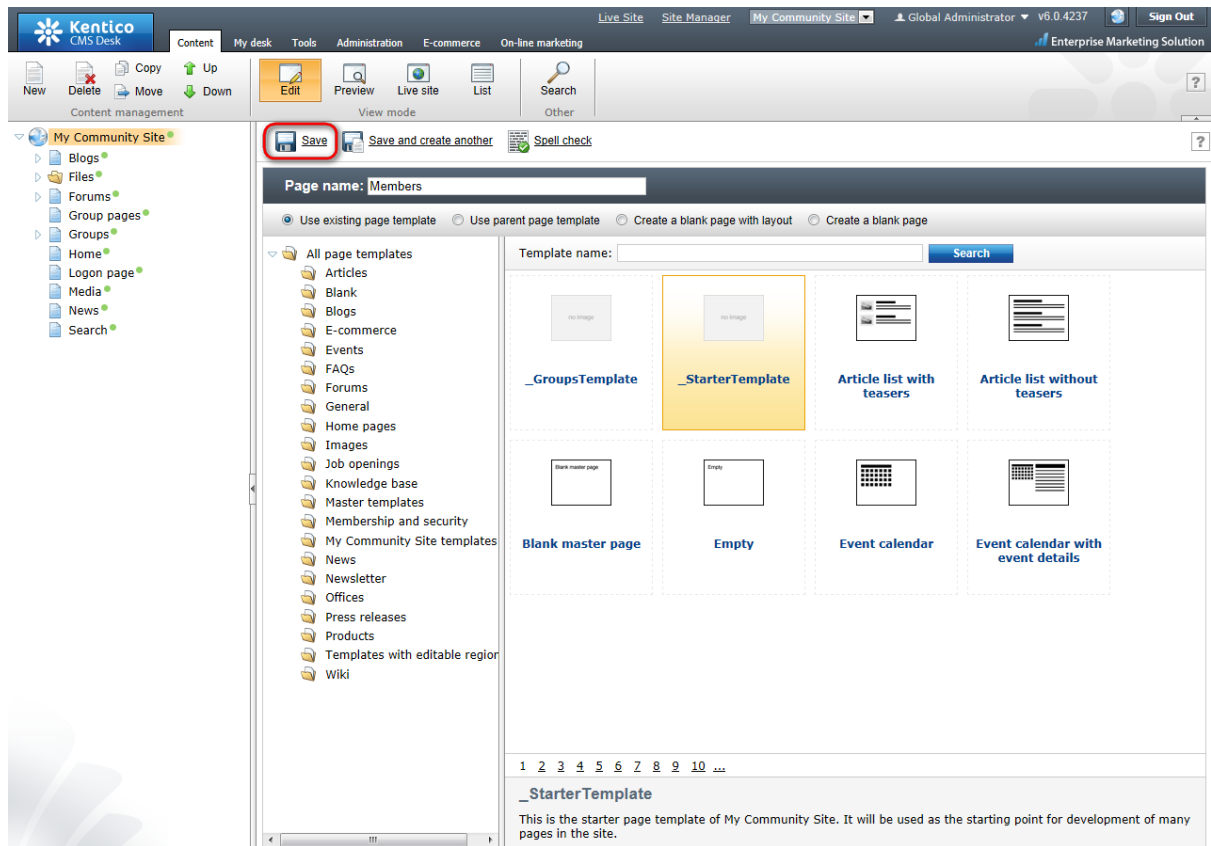 Kentico
CMS Desk
Live Site Site Manager My Community Site Global Administrator v6.0.4237 Sign Out
Content My desk Tools Administration E-commerce On-line marketing Enterprise Marketing Solution
New Delete Copy Move Up Down
Content management
Edit Preview Live site List
View mode
Search
Other
?
My Community Site
Blogs
Files
Forums
Group pages
Groups
Home
Logon page
Media
News
Search
Save Save and create another Spell check ?
Page name: Members
Use existing page template Use parent page template Create a blank page with layout Create a blank page
All page templates
Articles
Blank
Blogs
E-commerce
Events
FAQs
Forums
General
Home pages
Images
Job openings
Knowledge base
Master templates
Membership and security
My Community Site templates
News
Newsletter
Offices
Press releases
Products
Templates with editable region
Wiki
Template name: Search
no image
_GroupsTemplate
no image
_StarterTemplate
Article list with
teasers
Article list without
teasers
Blank master page
Blank master page
Empty
Empty
Event calendar
Event calendar with
event details
1 2 3 4 5 6 7 8 9 10 ...
_StarterTemplate
This is the starter page template of My Community Site. It will be used as the starting point for development of many
pages in the site.